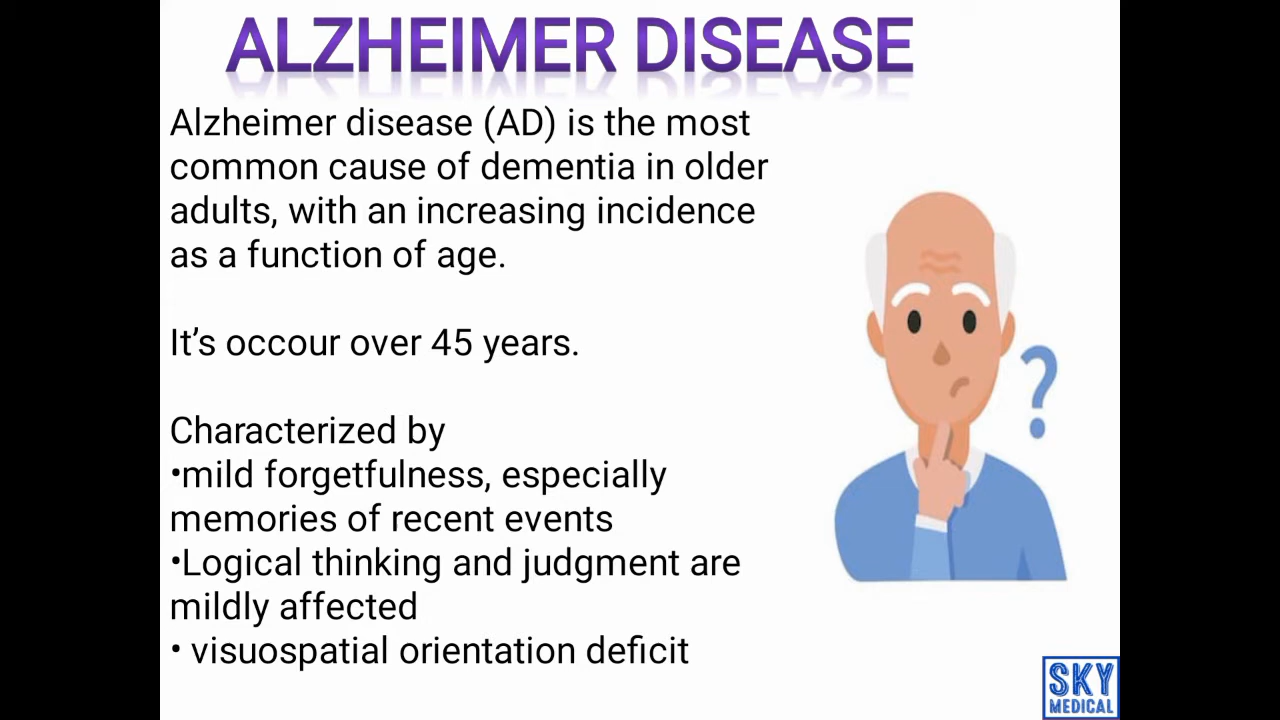 ALZHEIMER DISEASE
Alzheimer disease (AD) is the most
common cause of dementia in older
adults, with an increasing incidence
as a function of age.
It’s occour over 45 years.
Characterized by
•mild forgetfulness, especially
memories of recent events
•Logical thinking and judgment are
mildly affected
• visuospatial orientation deficit
?
SKY
MEDICAL